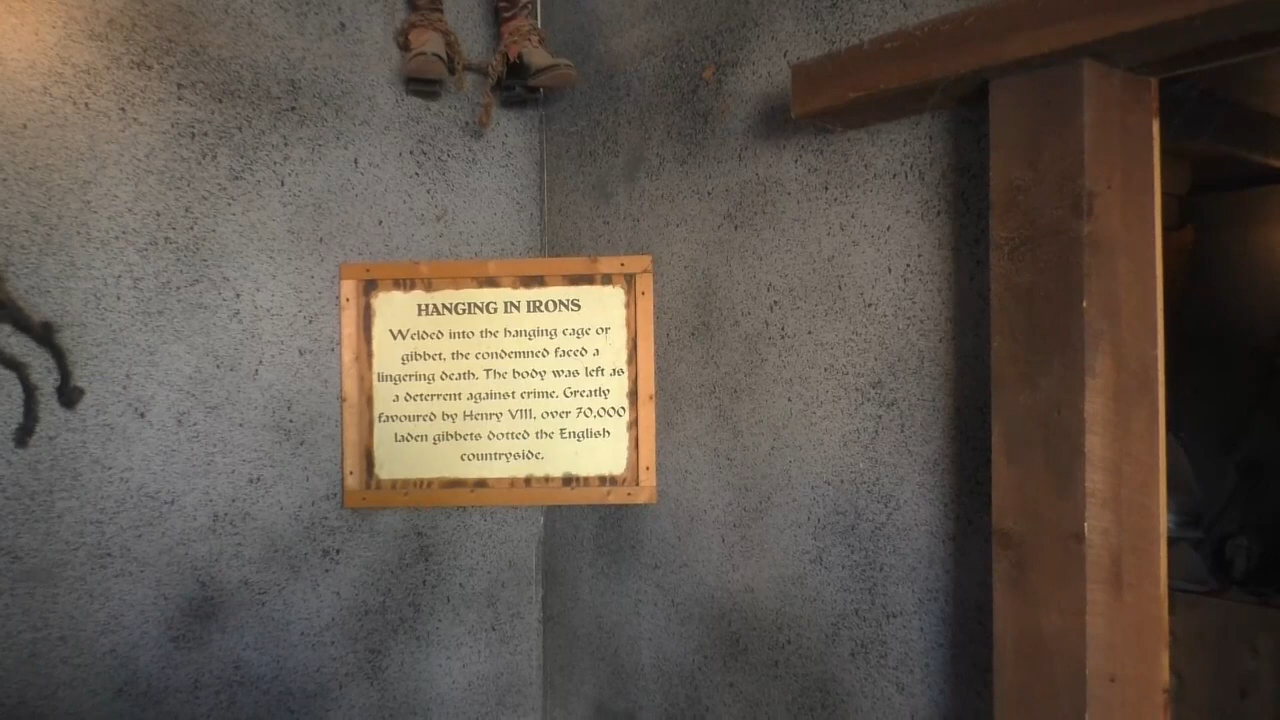 HANGING IN IRONS
Welded into the hanging cage or
gibbet, the condemned faced a
lingering death. The body was left as
a deterrent against crime. Greatly
favoured by Henry VIII, over 70,000
laden gibbets dotted the English
countryside.